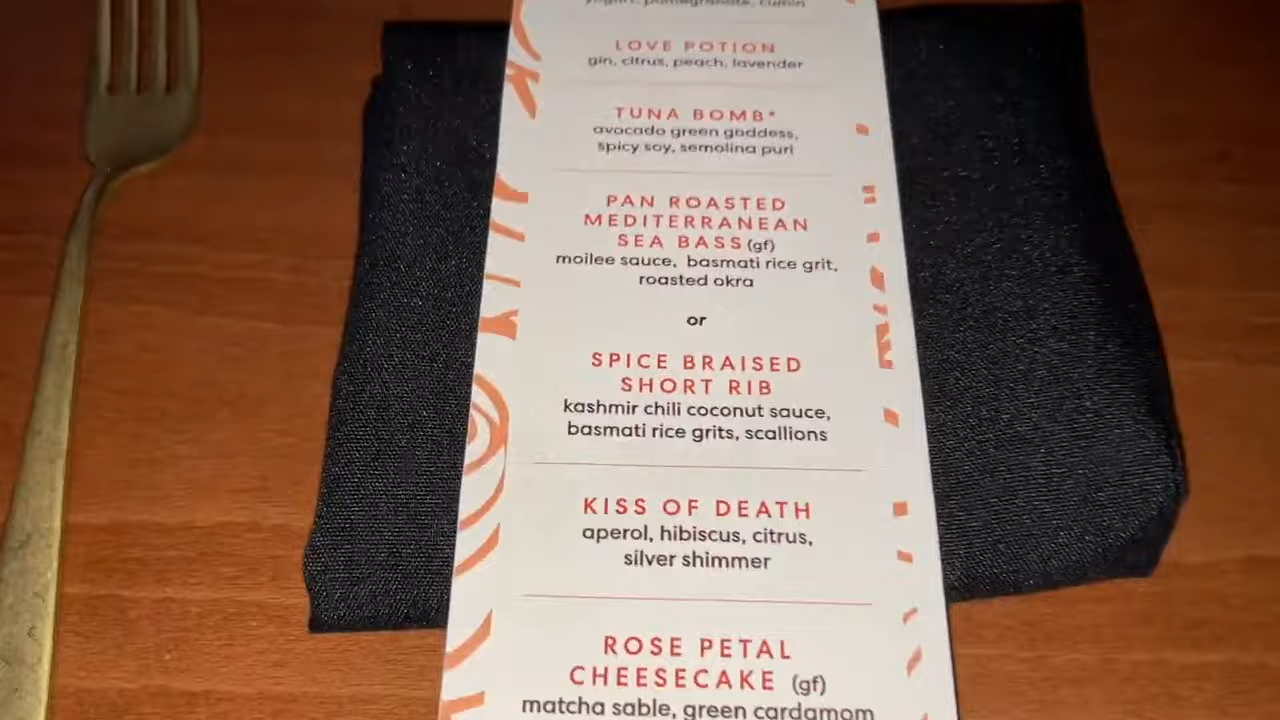 yogurt, pomegranate, cumin
LOVE POTION
gin, citrus, peach, lavender
TUNA BOMB*
avocado green goddess,
spicy soy, semolina puri
PAN ROASTED
MEDITERRANEAN
SEA BASS (gf)
moilee sauce, basmati rice grit,
roasted okra
or
SPICE BRAISED
SHORT RIB
kashmir chili coconut sauce,
basmati rice grits, scallions
KISS OF DEATH
aperol, hibiscus, citrus,
silver shimmer
ROSE PETAL
CHEESECAKE (gf)
matcha sable, green cardamom